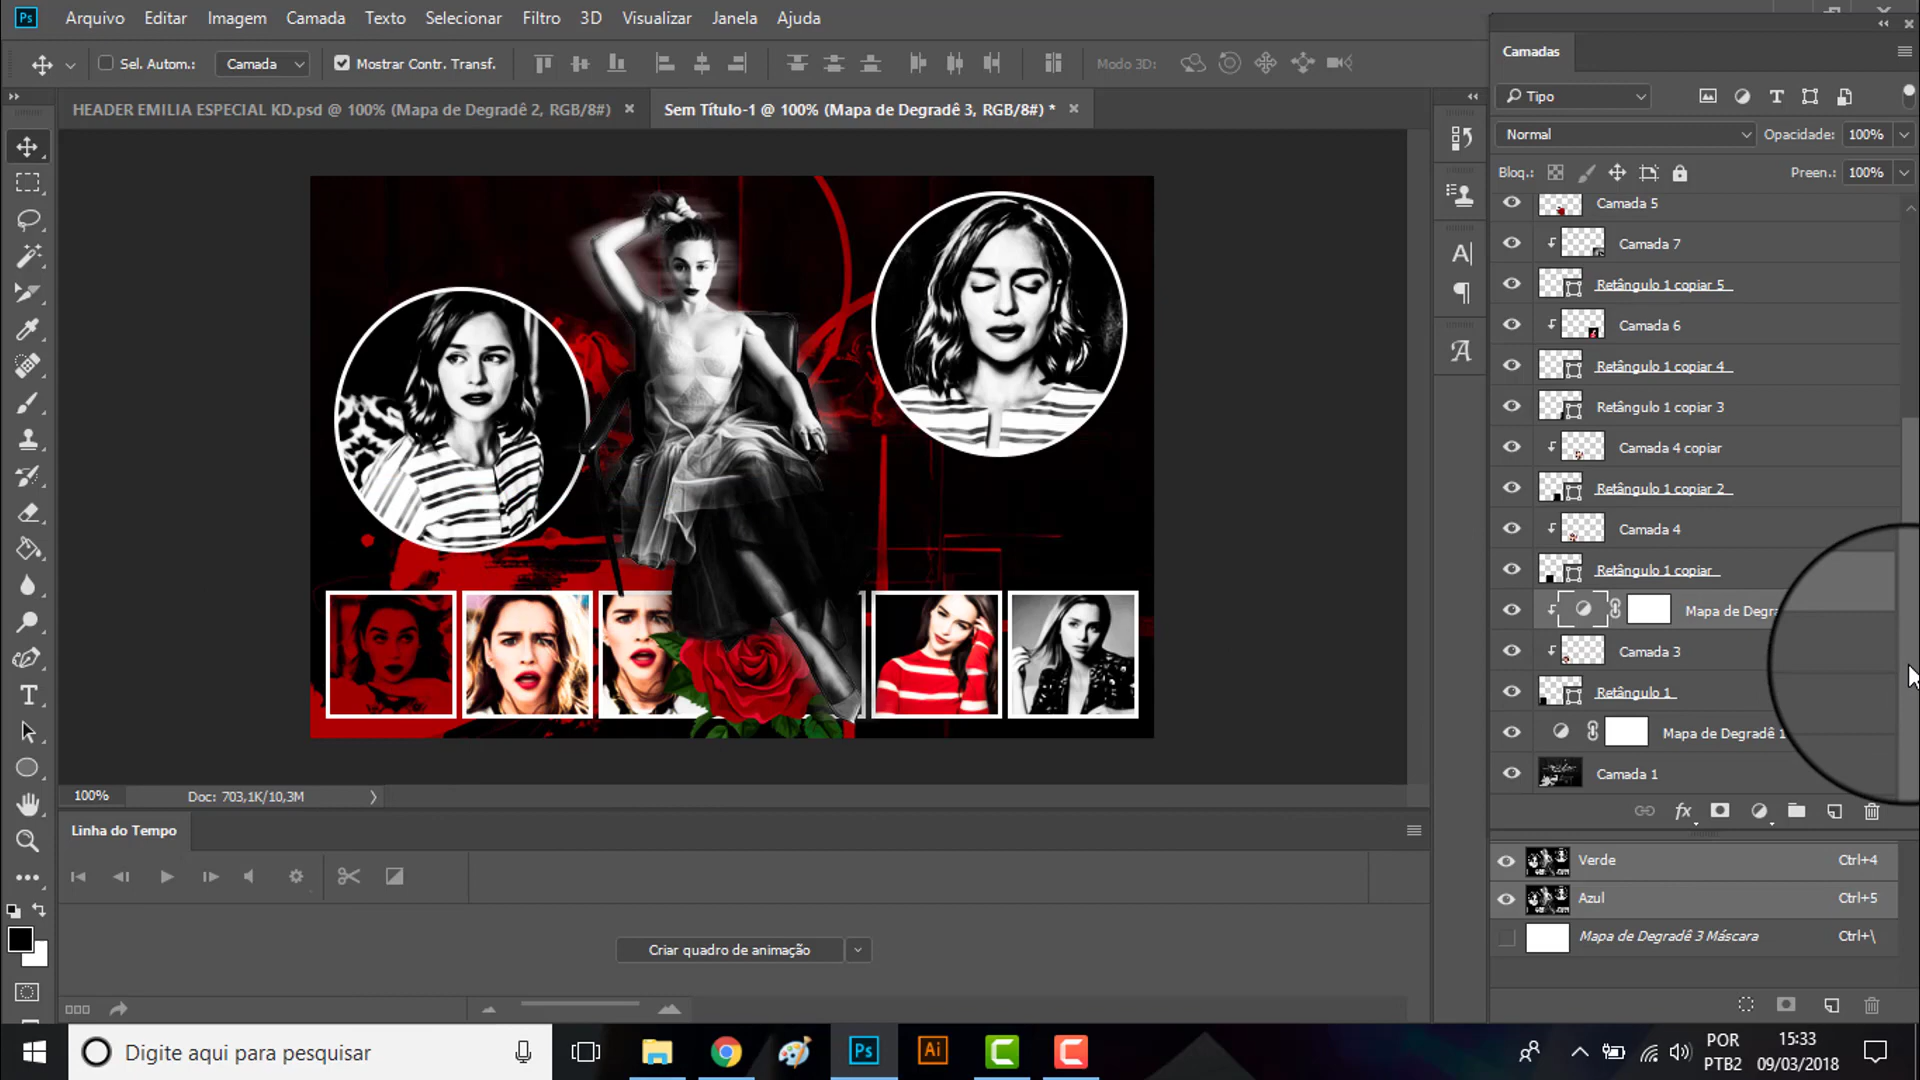 Ps Arquivo Editar Imagem Camada Texto Selecionar Filtro 3D Visualizar Janela Ajuda
Sel. Autom.: Camada Mostrar Contr. Transf. Modo 3D:
HEADER EMILIA ESPECIAL KD.psd @ 100% (Mapa de Degradê 2, RGB/8#) Sem Título-1 @ 100% (Mapa de Degradê 3, RGB/8#) *
Camadas
Tipo
Normal Opacidade: 100%
Bloq.: Preen.: 100%
Camada 5
Camada 7
Retângulo 1 copiar 5
Camada 6
Retângulo 1 copiar 4
Retângulo 1 copiar 3
Camada 4 copiar
Retângulo 1 copiar 2
Camada 4
Retângulo 1 copiar
Mapa de Degra
Camada 3
Retângulo 1
Mapa de Degradê 1
Camada 1
fx
100% Doc: 703,1K/10,3M
Linha do Tempo
Criar quadro de animação
Verde Ctrl+4
Azul Ctrl+5
Mapa de Degradê 3 Máscara Ctrl+\
Digite aqui para pesquisar
Ps Ai
POR
PTB2
15:33
09/03/2018